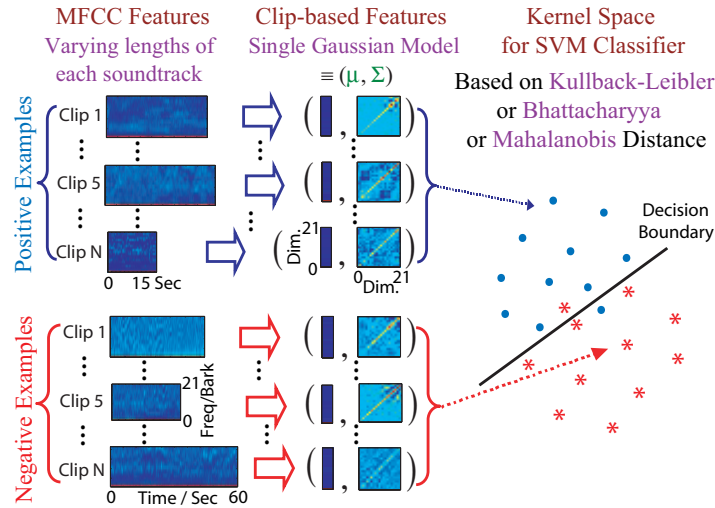 MFCC Features
Varying lengths of
each soundtrack
Clip-based Features
Single Gaussian Model
≡ (μ, Σ)
Kernel Space
for SVM Classifier
Based on Kullback-Leibler
or Bhattacharyya
or Mahalanobis Distance
Positive Examples
Clip 1
( , )
Clip 5
( , )
Clip N
0 15 Sec
( , )
Dim.
0 21
0 21
Dim.
Decision
Boundary
Negative Examples
Clip 1
( , )
Clip 5
21
0
Freq/Bark
( , )
Clip N
0 Time / Sec 60
( , )